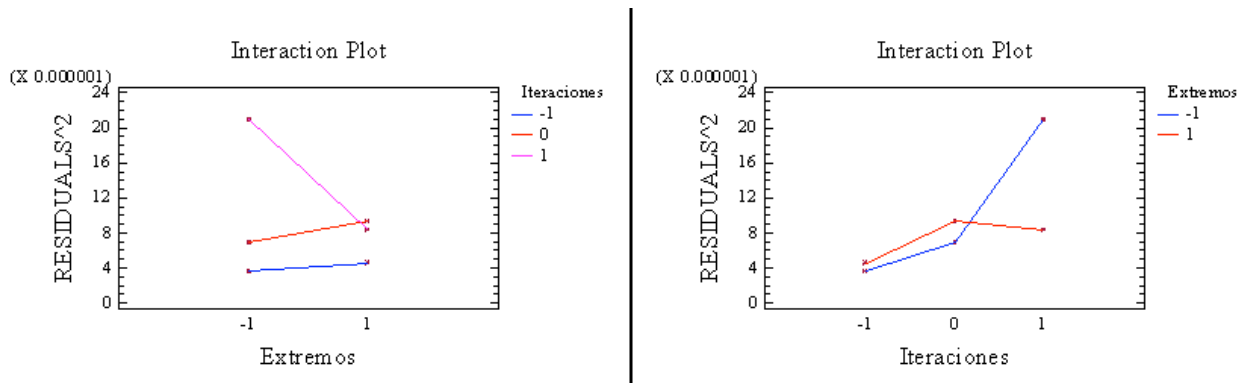 Interaction Plot
(X 0.000001)
24
20
16
12
8
4
0
RESIDUALS^2
-1 1
Extremos
Iteraciones
-1
0
1
Interaction Plot
(X 0.000001)
24
20
16
12
8
4
0
RESIDUALS^2
-1 0 1
Iteraciones
Extremos
-1
1